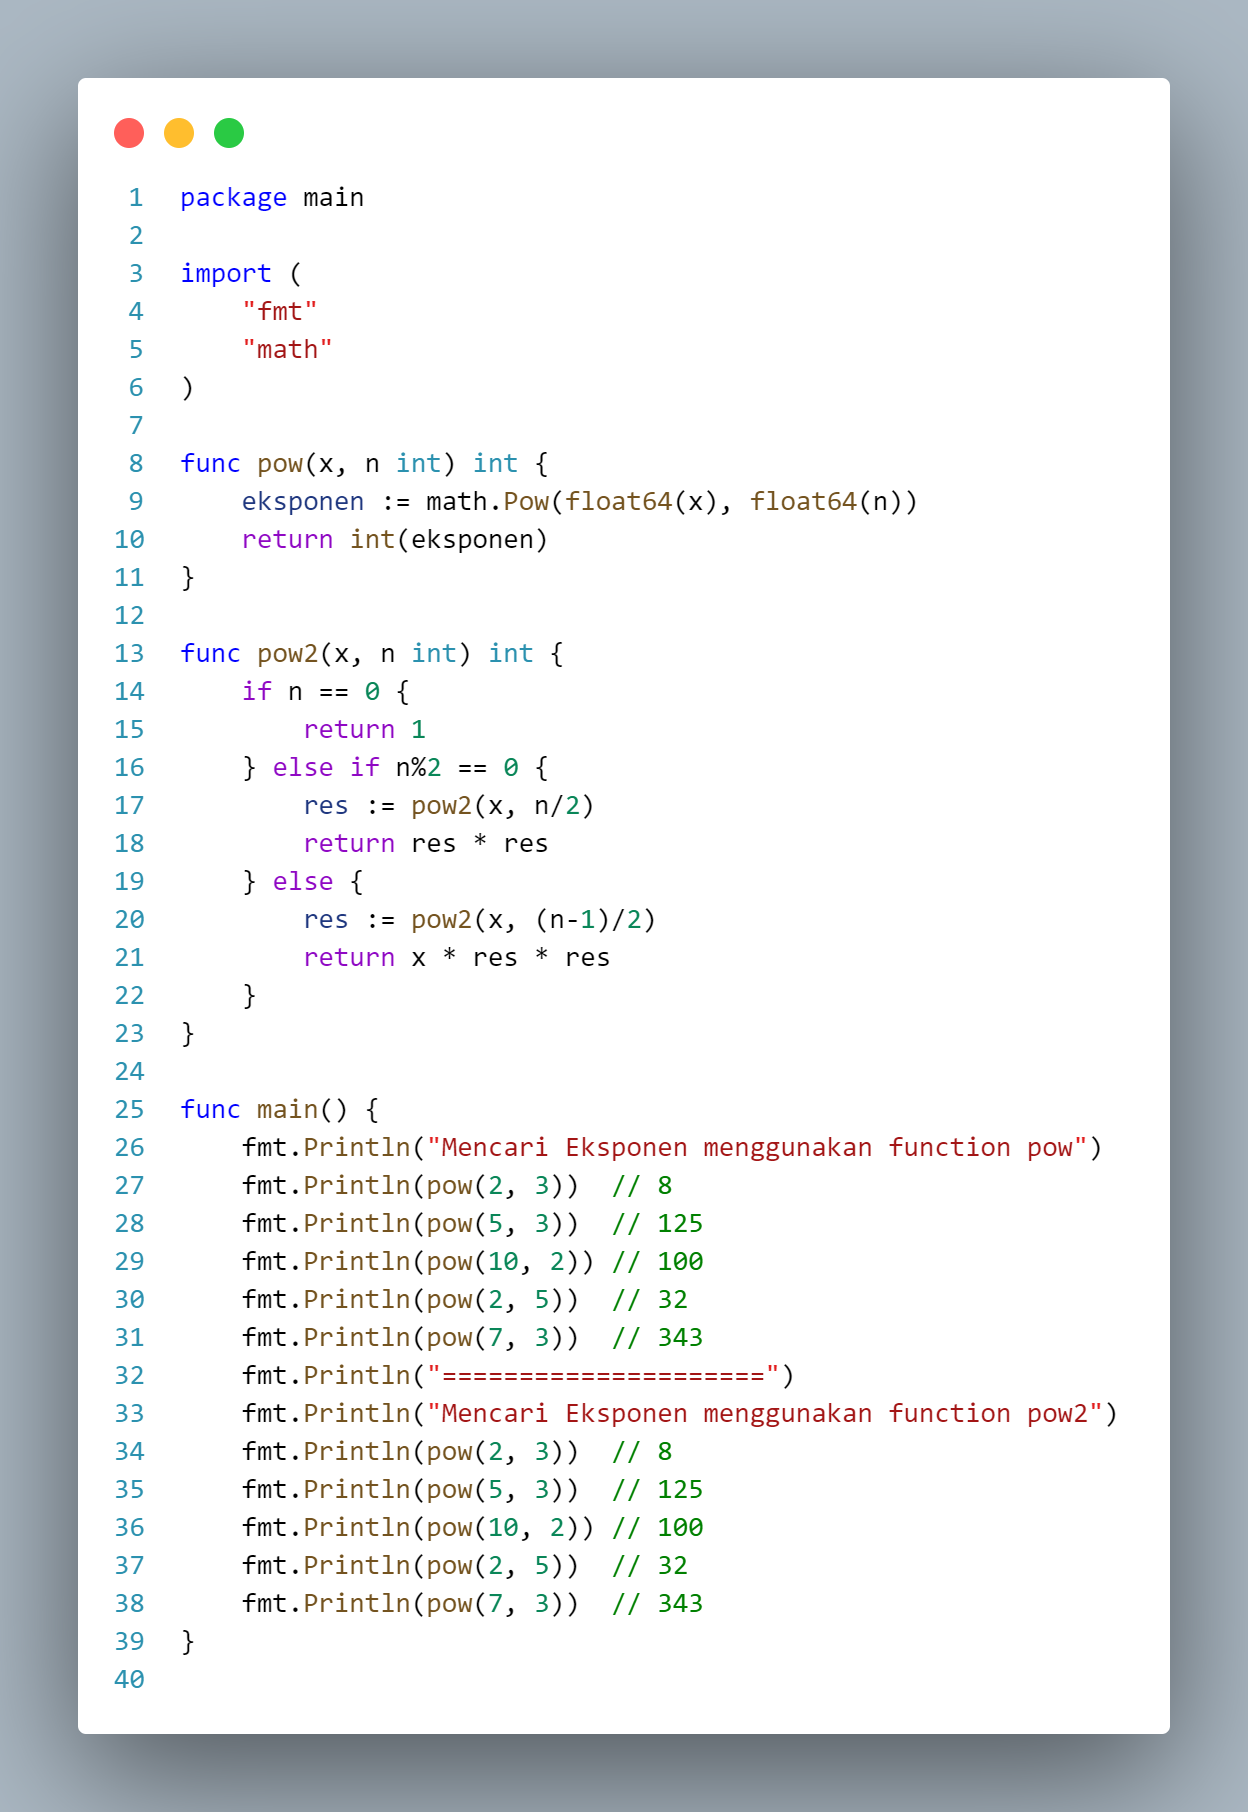 1 package main
2
3 import (
4     "fmt"
5     "math"
6 )
7
8 func pow(x, n int) int {
9     eksponen := math.Pow(float64(x), float64(n))
10     return int(eksponen)
11 }
12
13 func pow2(x, n int) int {
14     if n == 0 {
15         return 1
16     } else if n%2 == 0 {
17         res := pow2(x, n/2)
18         return res * res
19     } else {
20         res := pow2(x, (n-1)/2)
21         return x * res * res
22     }
23 }
24
25 func main() {
26     fmt.Println("Mencari Eksponen menggunakan function pow")
27     fmt.Println(pow(2, 3))  // 8
28     fmt.Println(pow(5, 3))  // 125
29     fmt.Println(pow(10, 2)) // 100
30     fmt.Println(pow(2, 5))  // 32
31     fmt.Println(pow(7, 3))  // 343
32     fmt.Println("=====================")
33     fmt.Println("Mencari Eksponen menggunakan function pow2")
34     fmt.Println(pow(2, 3))  // 8
35     fmt.Println(pow(5, 3))  // 125
36     fmt.Println(pow(10, 2)) // 100
37     fmt.Println(pow(2, 5))  // 32
38     fmt.Println(pow(7, 3))  // 343
39 }
40